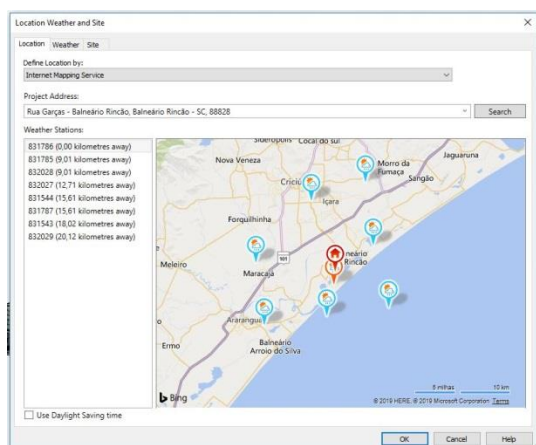 Location Weather and Site
Location Weather Site
Define Location by:
Internet Mapping Service
Project Address:
Rua Garças - Balneário Rincão, Balneário Rincão - SC, 88828
Search
Weather Stations:
831786 (0,00 kilometres away)
831785 (9,01 kilometres away)
832028 (9,01 kilometres away)
832027 (12,71 kilometres away)
831544 (15,61 kilometres away)
831787 (15,61 kilometres away)
831543 (18,02 kilometres away)
832029 (20,12 kilometres away)
Cocal do sul
Jaguaruna
Nova Veneza
Morro da
Fumaça
Sangão
Içara
Forquilhinha
Meleiro
101
Rincão
Maracajá
Ermo
Balneário
Arroio do Silva
Bing
10 km
© 2019 HERE, © 2019 Microsoft Corporation Terms
Use Daylight Saving time
OK Cancel Help